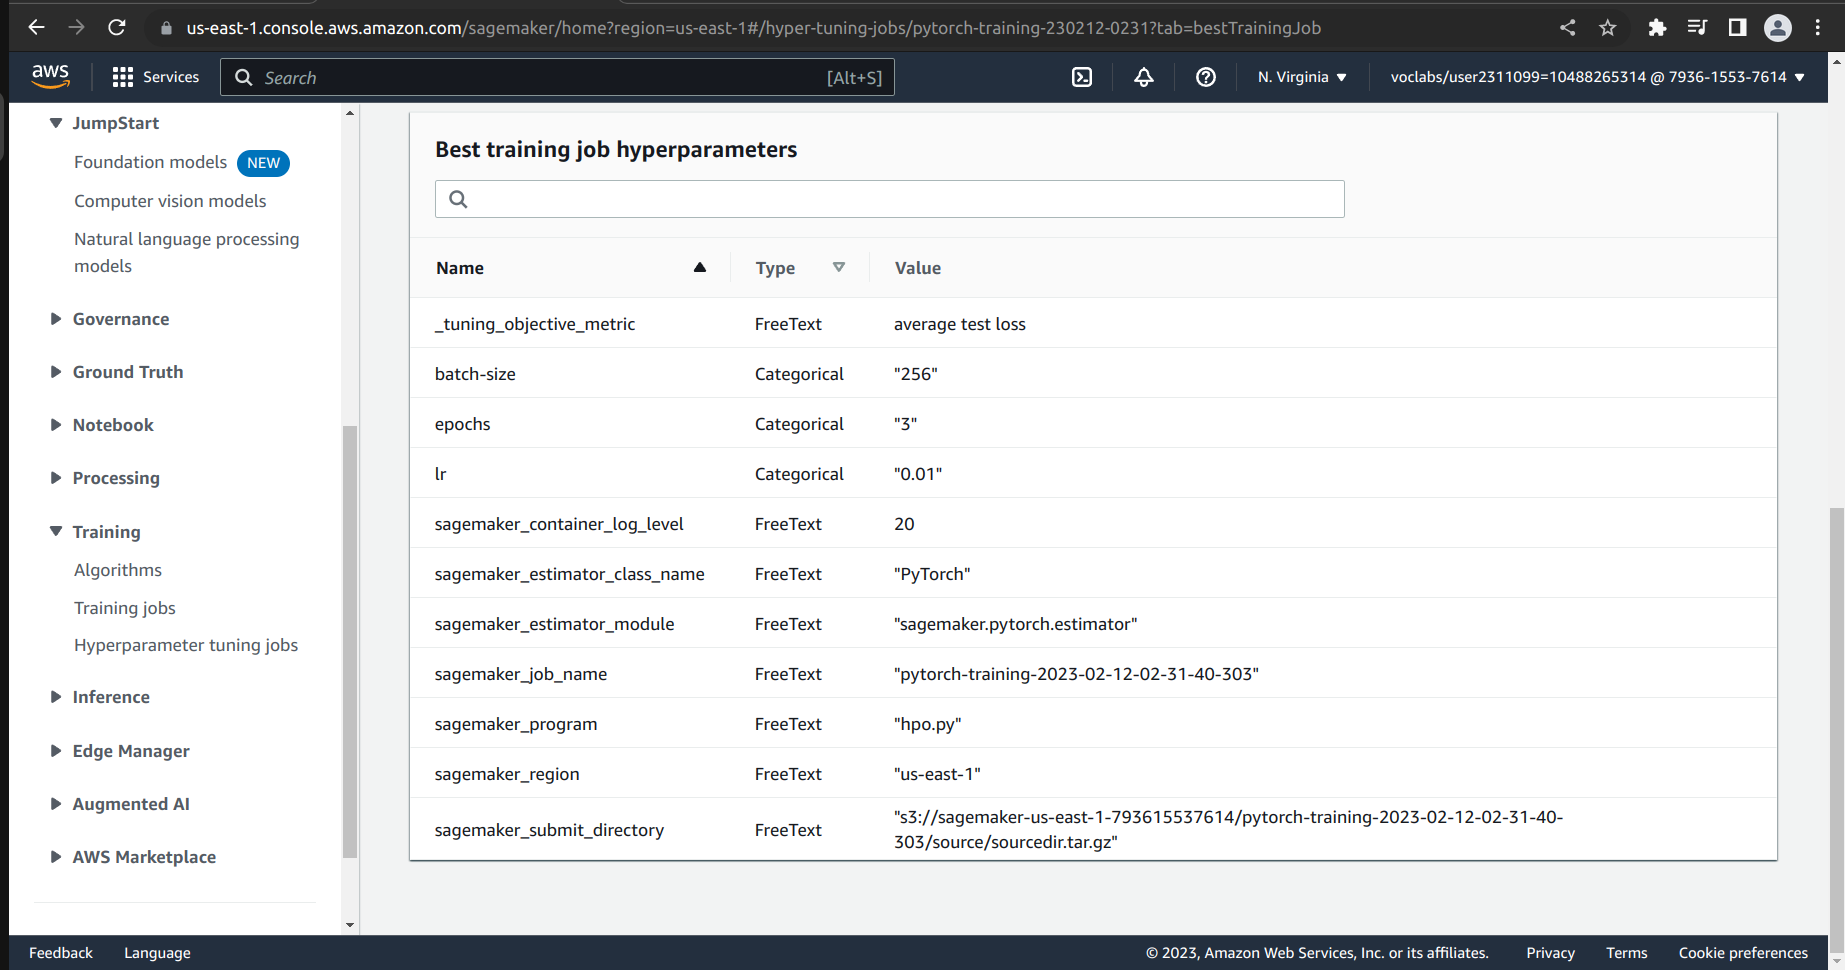 us-east-1.console.aws.amazon.com/sagemaker/home?region=us-east-1#/hyper-tuning-jobs/pytorch-training-230212-0231?tab=bestTrainingJob
aws
Services
Search
[Alt+S]
N. Virginia
voclabs/user2311099=10488265314 @ 7936-1553-7614
JumpStart
Foundation models NEW
Computer vision models
Natural language processing
models
Governance
Ground Truth
Notebook
Processing
Training
Algorithms
Training jobs
Hyperparameter tuning jobs
Inference
Edge Manager
Augmented AI
AWS Marketplace
Best training job hyperparameters
Name Type Value
_tuning_objective_metric FreeText average test loss
batch-size Categorical "256"
epochs Categorical "3"
lr Categorical "0.01"
sagemaker_container_log_level FreeText 20
sagemaker_estimator_class_name FreeText "PyTorch"
sagemaker_estimator_module FreeText "sagemaker.pytorch.estimator"
sagemaker_job_name FreeText "pytorch-training-2023-02-12-02-31-40-303"
sagemaker_program FreeText "hpo.py"
sagemaker_region FreeText "us-east-1"
sagemaker_submit_directory FreeText "s3://sagemaker-us-east-1-793615537614/pytorch-training-2023-02-12-02-31-40-
303/source/sourcedir.tar.gz"
Feedback Language © 2023, Amazon Web Services, Inc. or its affiliates. Privacy Terms Cookie preferences